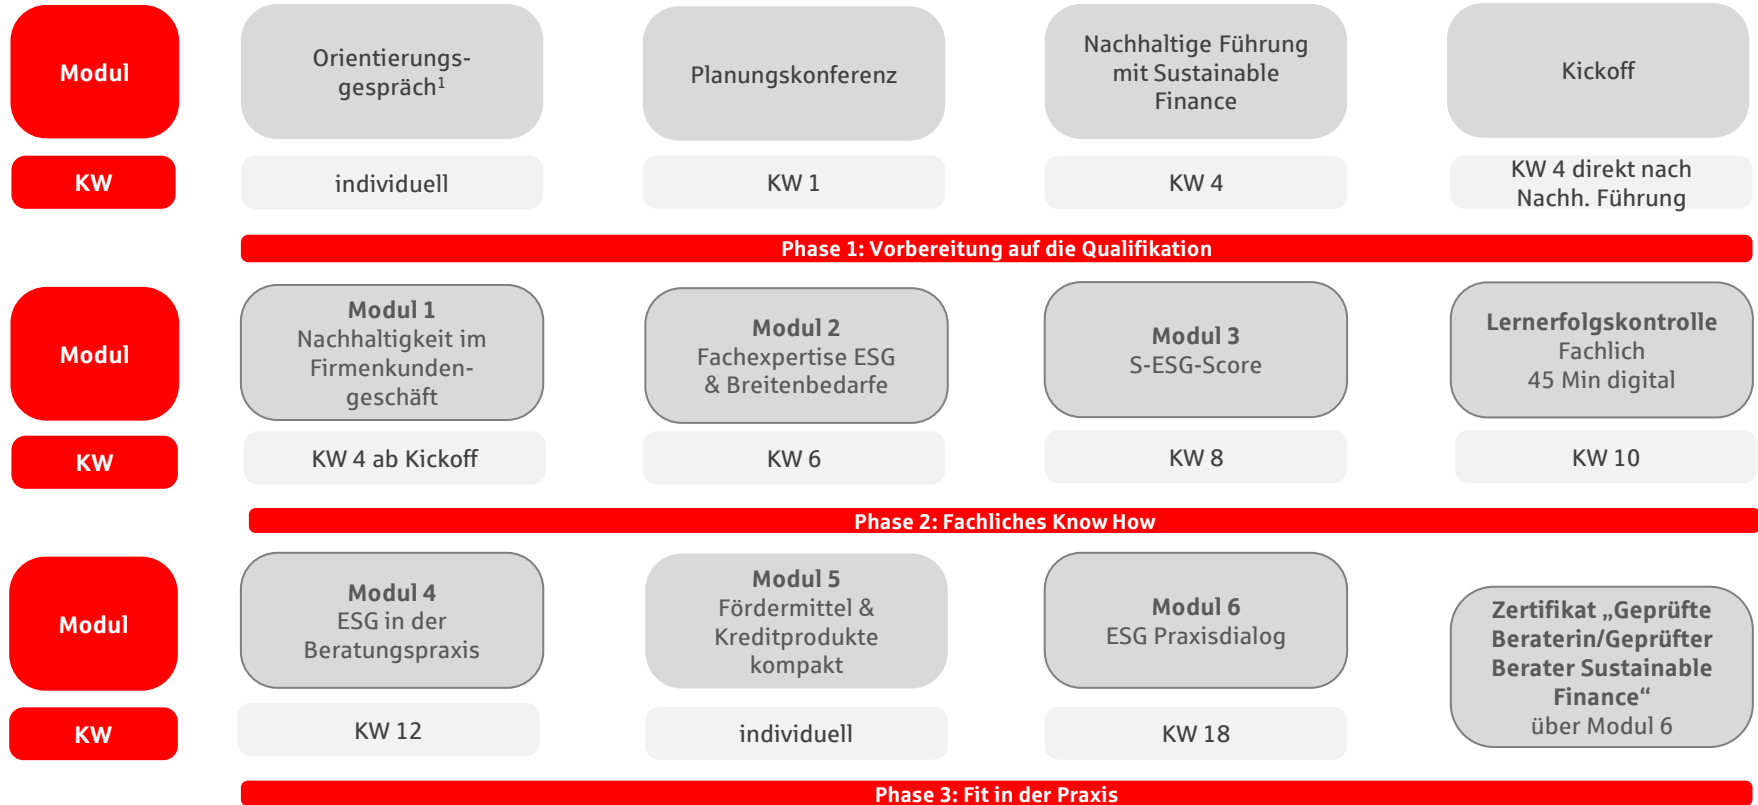 Modul
Orientierungs-
gespräch¹
Planungskonferenz
Nachhaltige Führung
mit Sustainable
Finance
Kickoff
KW
individuell
KW 1
KW 4
KW 4 direkt nach
Nachh. Führung
Phase 1: Vorbereitung auf die Qualifikation
Modul
Modul 1
Nachhaltigkeit im
Firmenkunden-
geschäft
Modul 2
Fachexpertise ESG
& Breitenbedarfe
Modul 3
S-ESG-Score
Lernerfolgskontrolle
Fachlich
45 Min digital
KW
KW 4 ab Kickoff
KW 6
KW 8
KW 10
Phase 2: Fachliches Know How
Modul
Modul 4
ESG in der
Beratungspraxis
Modul 5
Fördermittel &
Kreditprodukte
kompakt
Modul 6
ESG Praxisdialog
Zertifikat „Geprüfte
Beraterin/Geprüfter
Berater Sustainable
Finance“
über Modul 6
KW
KW 12
individuell
KW 18
Phase 3: Fit in der Praxis